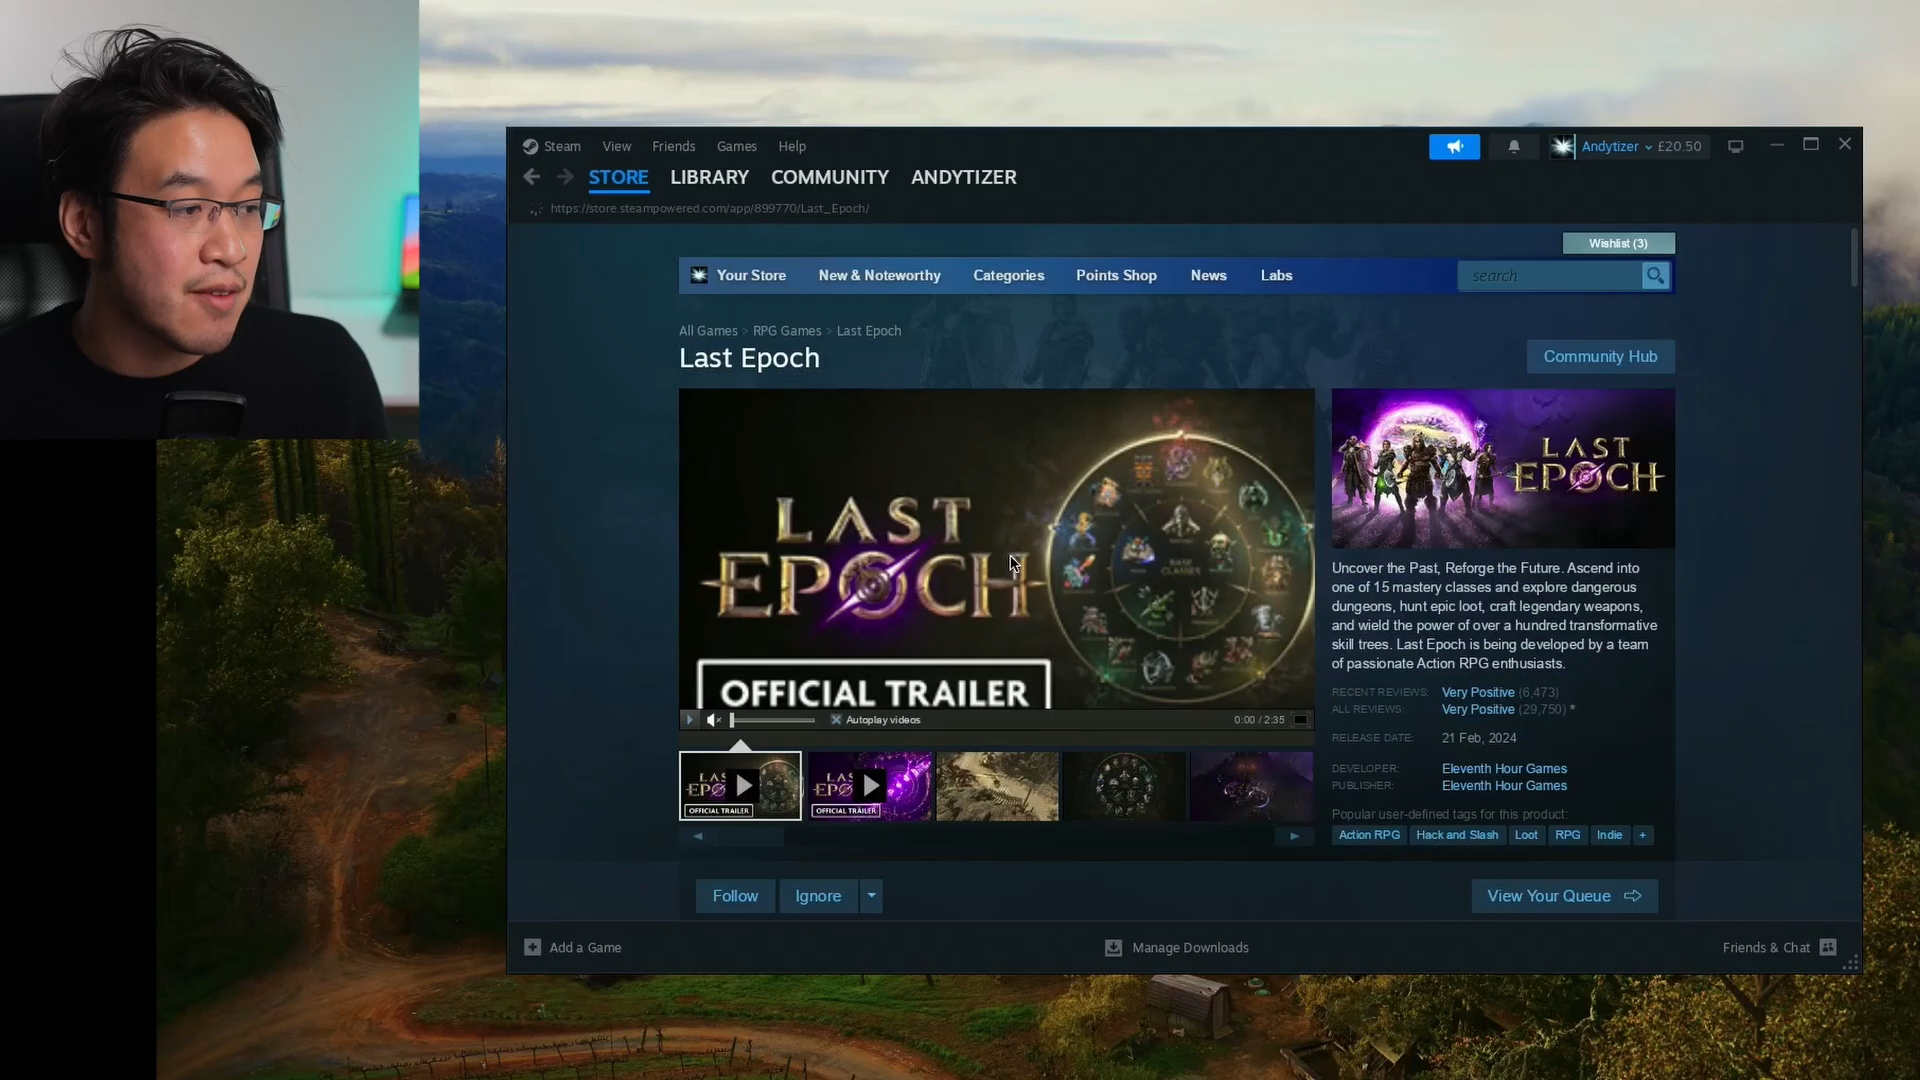 Steam View Friends Games Help
Andytizer £20.50
STORE LIBRARY COMMUNITY ANDYTIZER
https://store.steampowered.com/app/899770/Last_Epoch/
Wishlist (3)
Your Store New & Noteworthy Categories Points Shop News Labs
search
All Games > RPG Games > Last Epoch
Last Epoch
Community Hub
LAST
EPOCH
OFFICIAL TRAILER
Autoplay videos
0:00 / 2:35
OFFICIAL TRAILER
OFFICIAL TRAILER
LAST
EPOCH
Uncover the Past, Reforge the Future. Ascend into
one of 15 mastery classes and explore dangerous
dungeons, hunt epic loot, craft legendary weapons,
and wield the power of over a hundred transformative
skill trees. Last Epoch is being developed by a team
of passionate Action RPG enthusiasts.
RECENT REVIEWS: Very Positive (6,473)
ALL REVIEWS: Very Positive (29,750) *
RELEASE DATE: 21 Feb, 2024
DEVELOPER: Eleventh Hour Games
PUBLISHER: Eleventh Hour Games
Popular user-defined tags for this product:
Action RPG Hack and Slash Loot RPG Indie +
Follow Ignore
View Your Queue
Add a Game
Manage Downloads
Friends & Chat